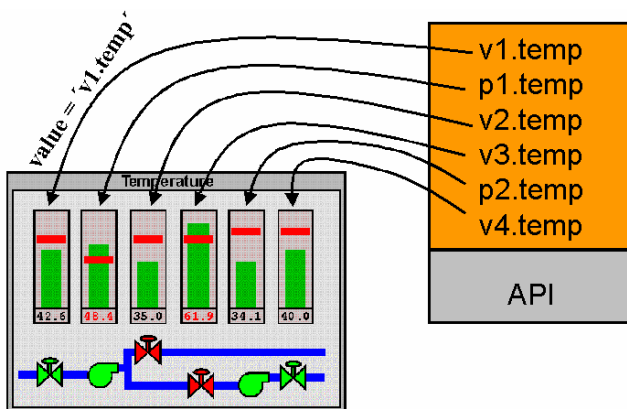 value = ´v1.temp´
v1.temp
p1.temp
v2.temp
v3.temp
p2.temp
v4.temp
API
Temperature
42.6 48.4 35.0 61.9 34.1 40.0